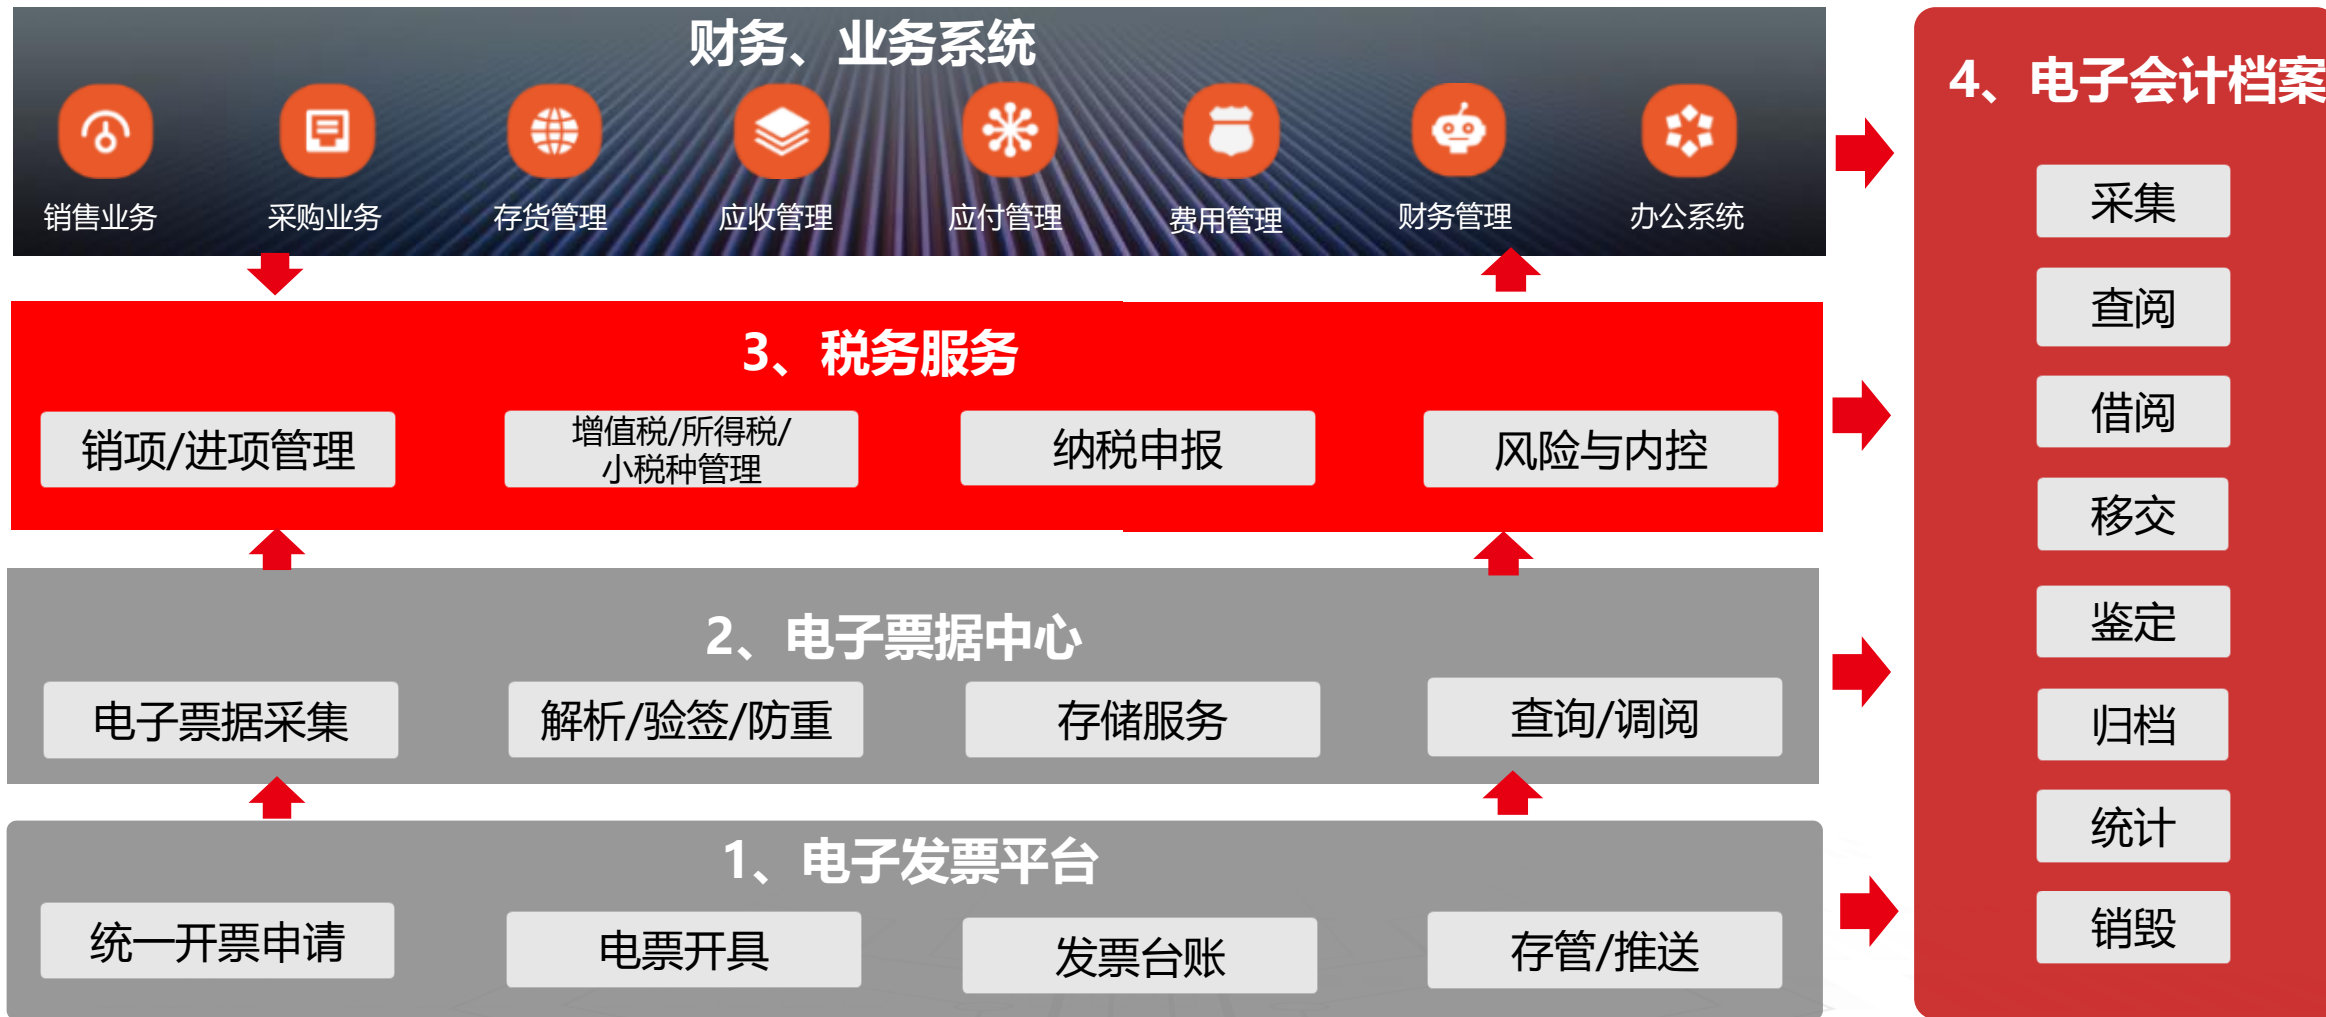 财务、业务系统
销售业务
采购业务
存货管理
应收管理
应付管理
费用管理
财务管理
办公系统
3、税务服务
销项/进项管理
增值税/所得税/
小税种管理
纳税申报
风险与内控
2、电子票据中心
电子票据采集
解析/验签/防重
存储服务
查询/调阅
1、电子发票平台
统一开票申请
电票开具
发票台账
存管/推送
4、电子会计档案
采集
查阅
借阅
移交
鉴定
归档
统计
销毁